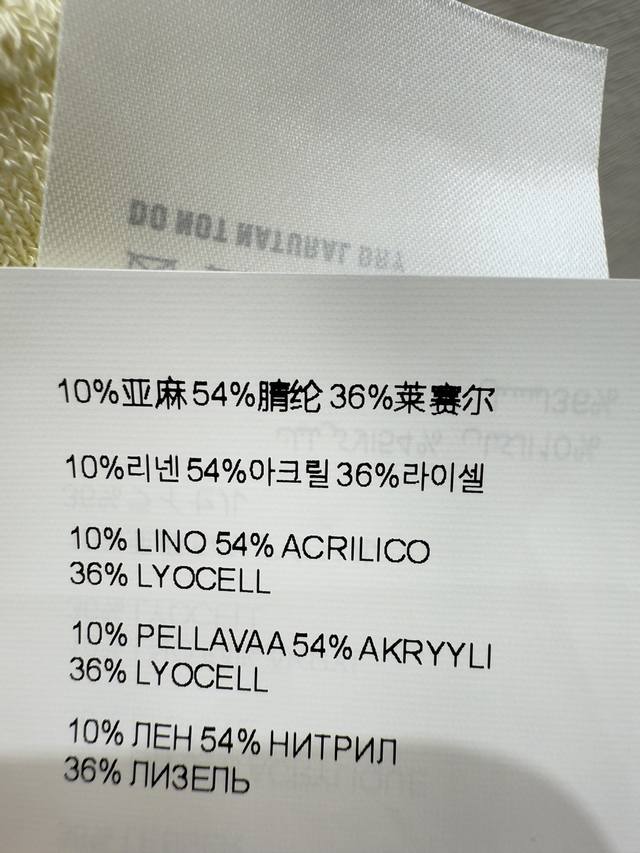 DO NOT NATURAL DRY
10%亚麻 54%腈纶 36%莱赛尔
10%리넨 54%아크릴 36%라이셀
10% LINO 54% ACRILICO
36% LYOCELL
10% PELLAVAA 54% AKRYYLI
36% LYOCELL
10% ЛЕН 54% НИТРИЛ
36% ЛИЗЕЛЬ